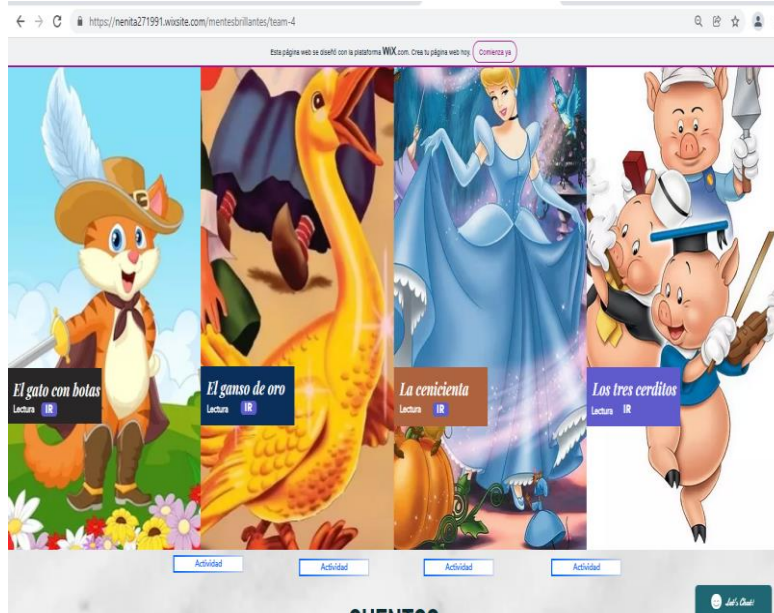 https://nenita271991.wixsite.com/mentesbrillantes/team-4
Esta página web se diseñó con la plataforma WiX.com. Crea tu página web hoy. Comienza ya
El gato con botas
Lectura IR
El ganso de oro
Lectura IR
La cenicienta
Lectura IR
Los tres cerditos
Lectura IR
Actividad Actividad Actividad Actividad
CUENTOS
Let's Chat!